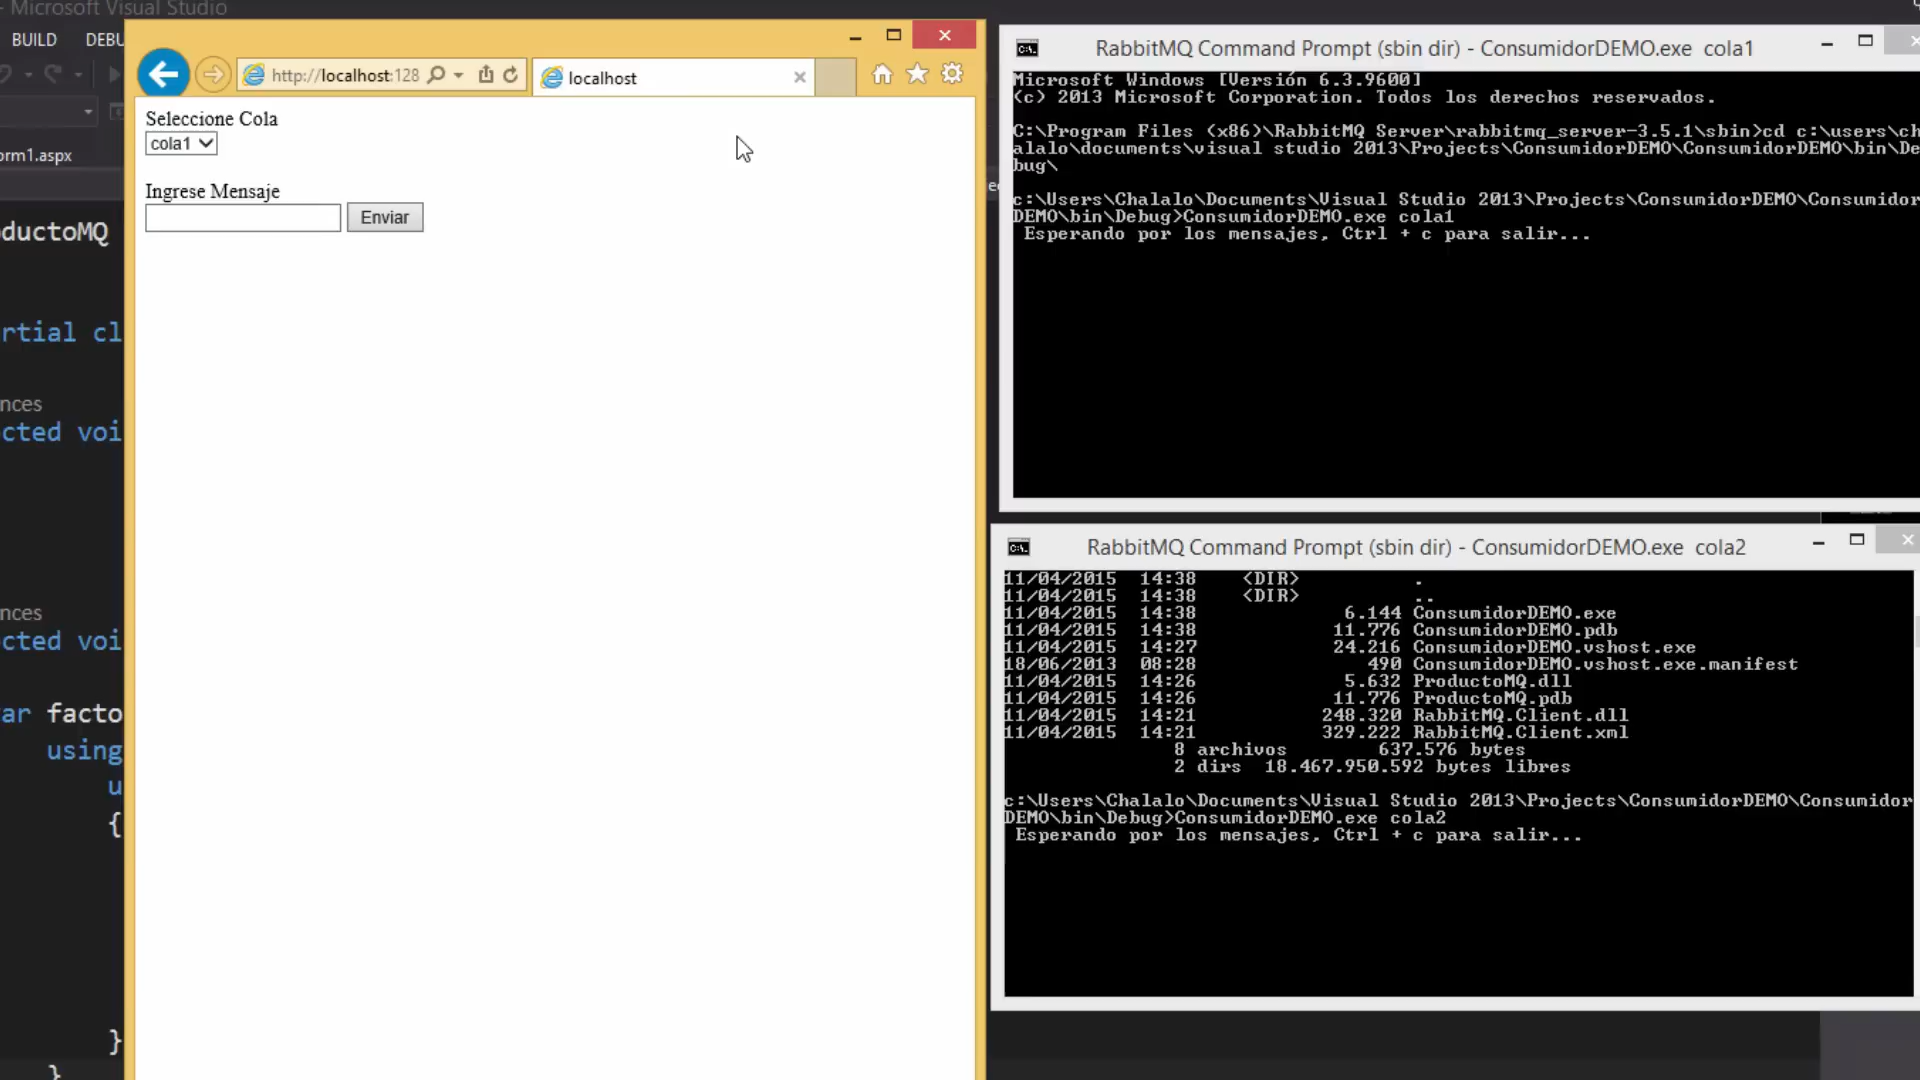 - Microsoft Visual Studio
BUILD DEBU
orm1.aspx
ductoMQ
rtial cl
nces
cted voi
nces
cted voi
ar facto
using
u
{
}
}
http://localhost:128
localhost
Seleccione Cola
cola1
Ingrese Mensaje
Enviar
RabbitMQ Command Prompt (sbin dir) - ConsumidorDEMO.exe cola1
Microsoft Windows [Versión 6.3.9600]
(c) 2013 Microsoft Corporation. Todos los derechos reservados.
C:\Program Files (x86)\RabbitMQ Server\rabbitmq_server-3.5.1\sbin>cd c:\users\ch
alalo\documents\visual studio 2013\Projects\ConsumidorDEMO\ConsumidorDEMO\bin\De
bug\
c:\Users\Chalalo\Documents\Visual Studio 2013\Projects\ConsumidorDEMO\Consumidor
DEMO\bin\Debug>ConsumidorDEMO.exe cola1
Esperando por los mensajes, Ctrl + c para salir...
RabbitMQ Command Prompt (sbin dir) - ConsumidorDEMO.exe cola2
11/04/2015 14:38 <DIR> .
11/04/2015 14:38 <DIR> ..
11/04/2015 14:38 6.144 ConsumidorDEMO.exe
11/04/2015 14:38 11.776 ConsumidorDEMO.pdb
11/04/2015 14:27 24.216 ConsumidorDEMO.vshost.exe
18/06/2013 08:28 490 ConsumidorDEMO.vshost.exe.manifest
11/04/2015 14:26 5.632 ProductoMQ.dll
11/04/2015 14:26 11.776 ProductoMQ.pdb
11/04/2015 14:21 248.320 RabbitMQ.Client.dll
11/04/2015 14:21 329.222 RabbitMQ.Client.xml
8 archivos 637.576 bytes
2 dirs 18.467.950.592 bytes libres
c:\Users\Chalalo\Documents\Visual Studio 2013\Projects\ConsumidorDEMO\Consumidor
DEMO\bin\Debug>ConsumidorDEMO.exe cola2
Esperando por los mensajes, Ctrl + c para salir...